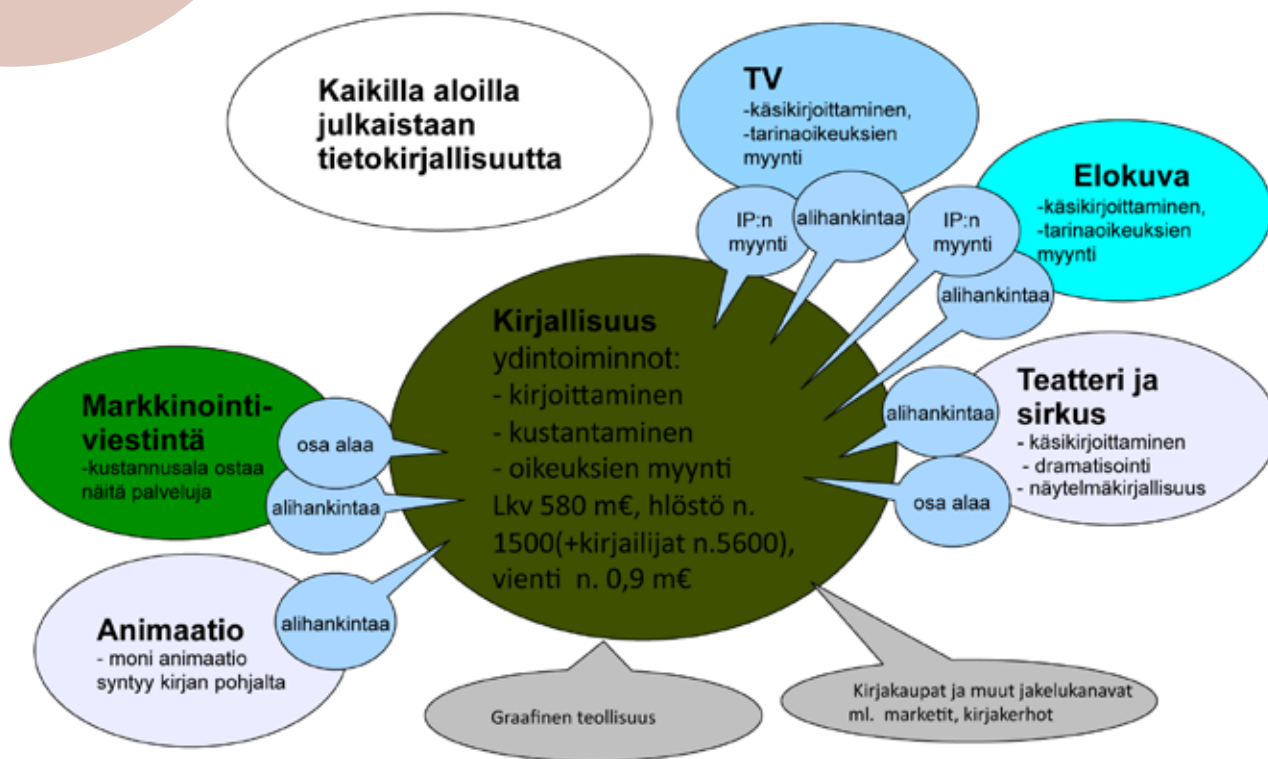 Kaikilla aloilla
julkaistaan
tietokirjallisuutta
TV
-käsikirjoittaminen,
-tarinaoikeuksien
myynti
Elokuva
-käsikirjoittaminen,
-tarinaoikeuksien
myynti
IP:n
myynti
alihankintaa
IP:n
myynti
alihankintaa
Kirjallisuus
ydintoiminnot:
- kirjoittaminen
- kustantaminen
- oikeuksien myynti
Lkv 580 m€, hlöstö n.
1500(+kirjailijat n.5600),
vienti n. 0,9 m€
Markkinointi-
viestintä
-kustannusala ostaa
näitä palveluja
osa alaa
alihankintaa
Teatteri ja
sirkus
- käsikirjoittaminen
- dramatisointi
- näytelmäkirjallisuus
alihankintaa
osa alaa
Animaatio
- moni animaatio
syntyy kirjan pohjalta
alihankintaa
Graafinen teollisuus
Kirjakaupat ja muut jakelukanavat
ml. marketit, kirjakerhot